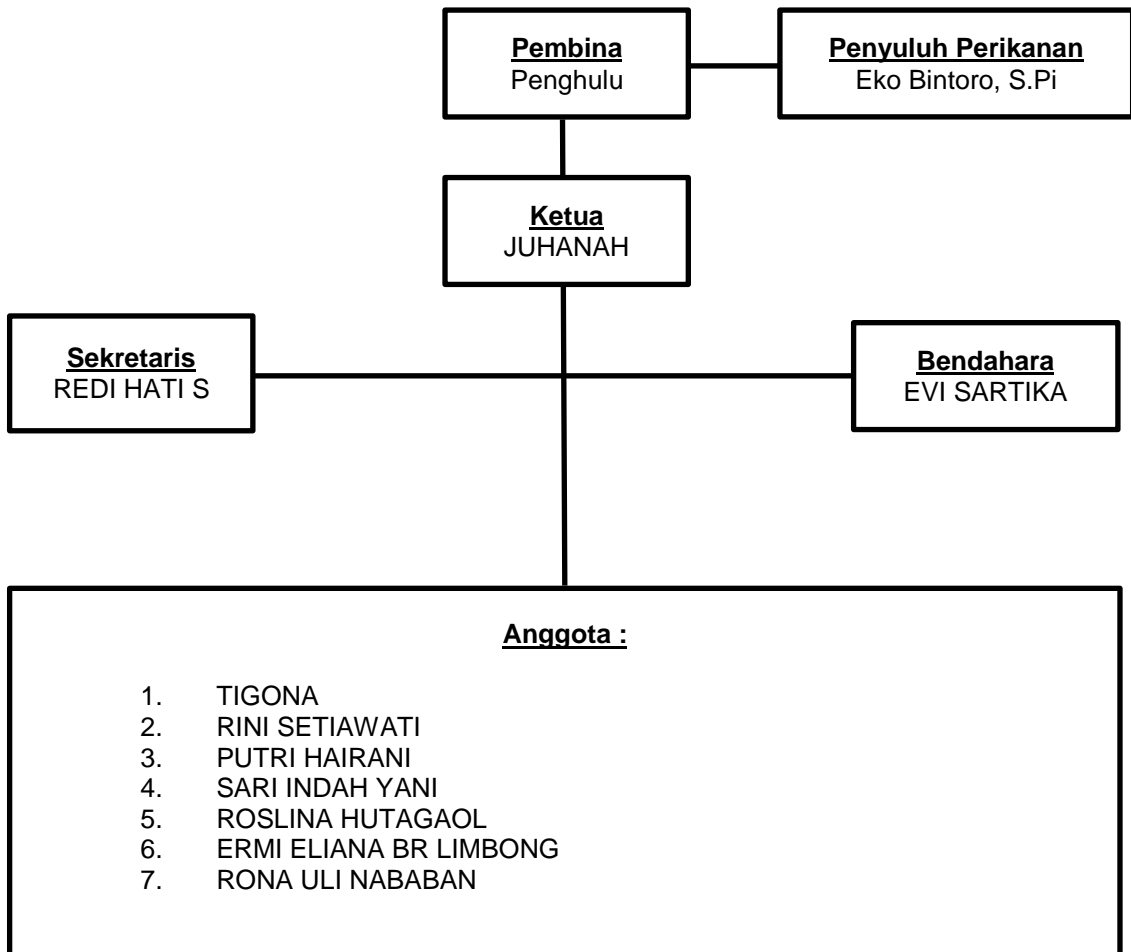 Pembina
Penghulu
Penyuluh Perikanan
Eko Bintoro, S.Pi
Ketua
JUHANAH
Sekretaris
REDI HATI S
Bendahara
EVI SARTIKA
Anggota :
1. TIGONA
2. RINI SETIAWATI
3. PUTRI HAIRANI
4. SARI INDAH YANI
5. ROSLINA HUTAGAOL
6. ERMI ELIANA BR LIMBONG
7. RONA ULI NABABAN